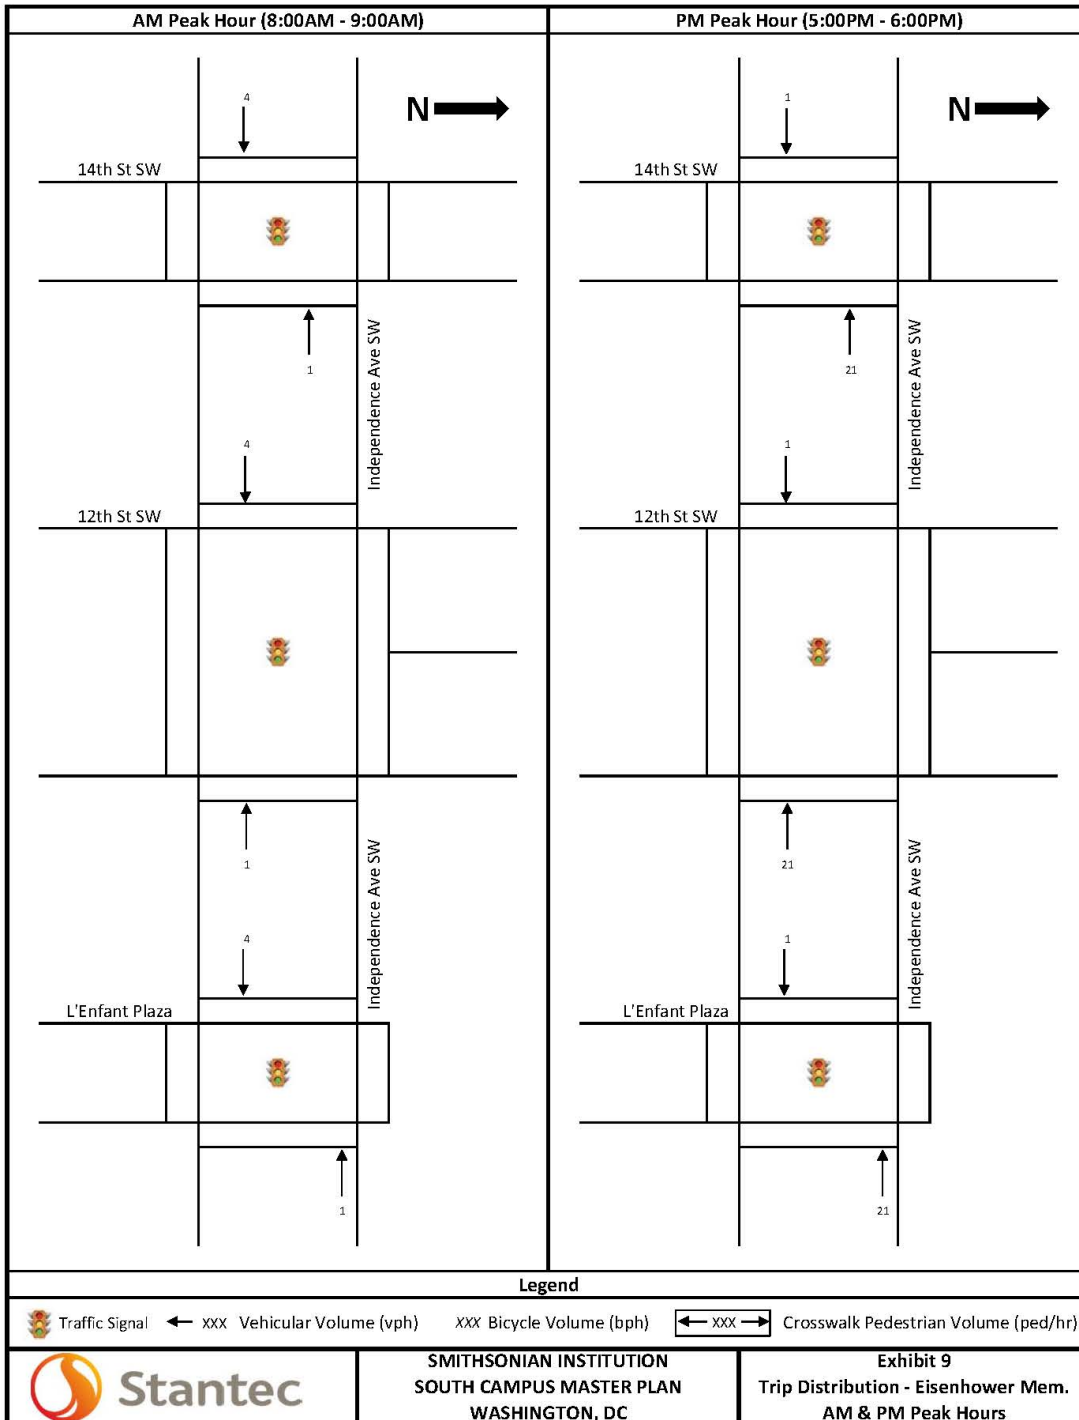 AM Peak Hour (8:00AM - 9:00AM)
4
N
14th St SW
1
Independence Ave SW
4
12th St SW
1
Independence Ave SW
4
L'Enfant Plaza
1
PM Peak Hour (5:00PM - 6:00PM)
1
N
14th St SW
21
Independence Ave SW
1
12th St SW
21
Independence Ave SW
1
L'Enfant Plaza
21
Legend
Traffic Signal
XXX Vehicular Volume (vph)
XXX Bicycle Volume (bph)
XXX Crosswalk Pedestrian Volume (ped/hr)
Stantec
SMITHSONIAN INSTITUTION
SOUTH CAMPUS MASTER PLAN
WASHINGTON, DC
Exhibit 9
Trip Distribution - Eisenhower Mem.
AM & PM Peak Hours